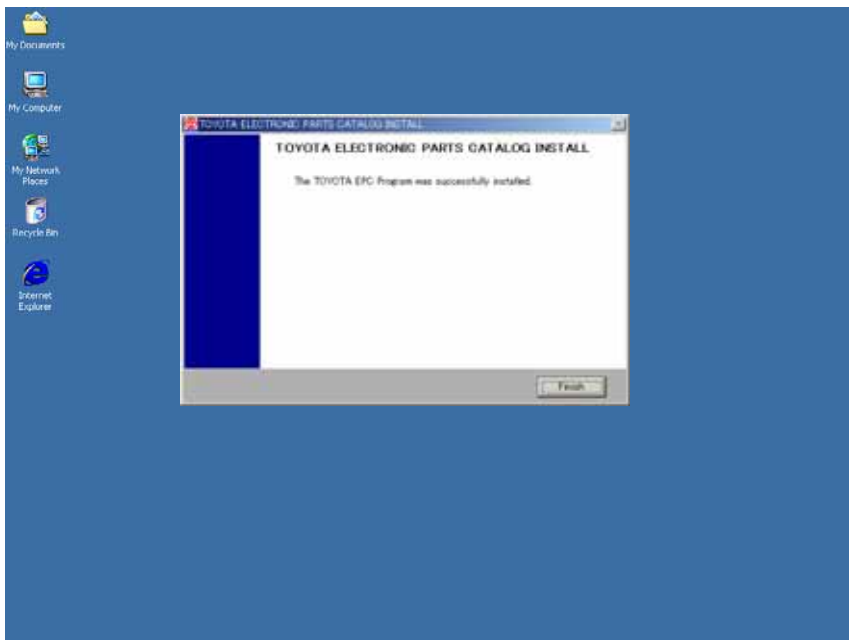 My Documents
My Computer
My Network
Places
Recycle Bin
Internet
Explorer
TOYOTA ELECTRONIC PARTS CATALOG INSTALL
TOYOTA ELECTRONIC PARTS CATALOG INSTALL
The TOYOTA EPC Program was successfully installed.
Finish